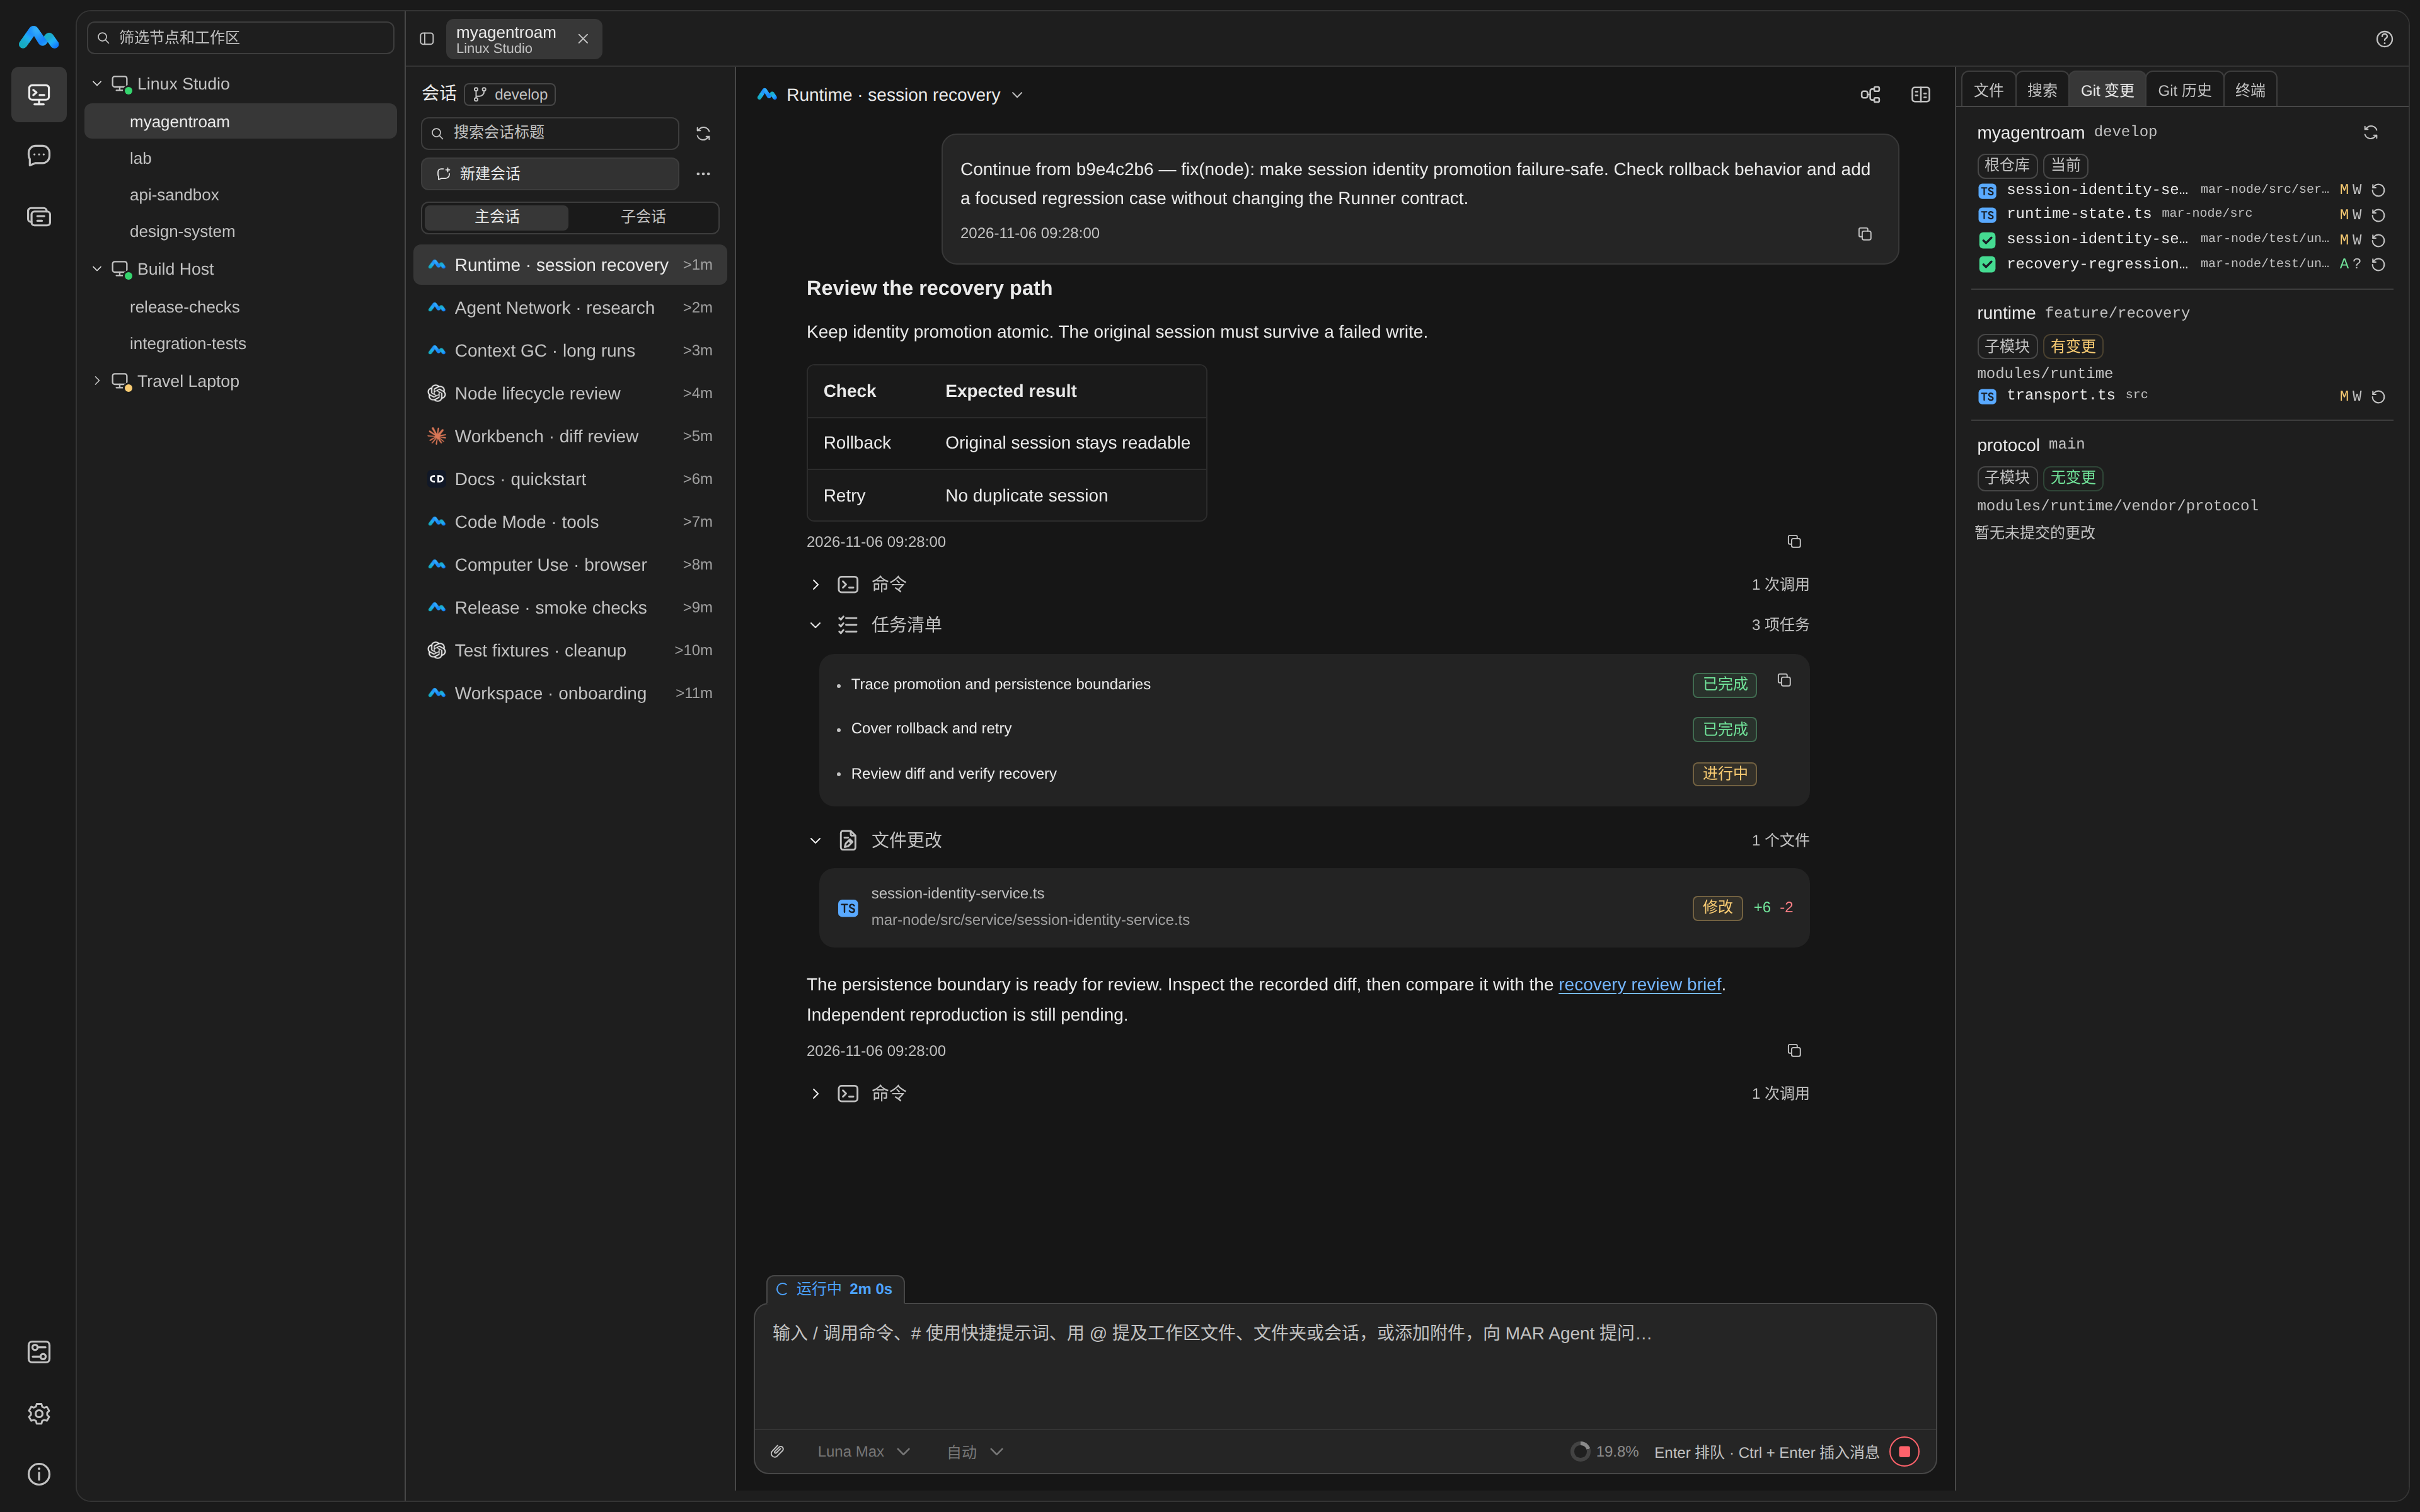 筛选节点和工作区
Linux Studio
myagentroam
lab
api-sandbox
design-system
Build Host
release-checks
integration-tests
Travel Laptop
myagentroam
Linux Studio
会话
develop
搜索会话标题
新建会话
主会话
子会话
Runtime · session recovery >1m
Agent Network · research >2m
Context GC · long runs >3m
Node lifecycle review >4m
Workbench · diff review >5m
CD Docs · quickstart >6m
Code Mode · tools >7m
Computer Use · browser >8m
Release · smoke checks >9m
Test fixtures · cleanup >10m
Workspace · onboarding >11m
Runtime · session recovery
Continue from b9e4c2b6 — fix(node): make session identity promotion failure-safe. Check rollback behavior and add
a focused regression case without changing the Runner contract.
2026-11-06 09:28:00
Review the recovery path
Keep identity promotion atomic. The original session must survive a failed write.
Check Expected result
Rollback Original session stays readable
Retry No duplicate session
2026-11-06 09:28:00
命令 1 次调用
任务清单 3 项任务
• Trace promotion and persistence boundaries 已完成
• Cover rollback and retry 已完成
• Review diff and verify recovery 进行中
文件更改 1 个文件
TS session-identity-service.ts
mar-node/src/service/session-identity-service.ts
修改 +6 -2
The persistence boundary is ready for review. Inspect the recorded diff, then compare it with the recovery review brief.
Independent reproduction is still pending.
2026-11-06 09:28:00
命令 1 次调用
运行中 2m 0s
输入 / 调用命令、# 使用快捷提示词、用 @ 提及工作区文件、文件夹或会话，或添加附件，向 MAR Agent 提问…
Luna Max
自动
19.8%
Enter 排队 · Ctrl + Enter 插入消息
文件 搜索 Git 变更 Git 历史 终端
myagentroam develop
根仓库 当前
TS session-identity-se… mar-node/src/ser… M W
TS runtime-state.ts mar-node/src M W
session-identity-se… mar-node/test/un… M W
recovery-regression… mar-node/test/un… A ?
runtime feature/recovery
子模块 有变更
modules/runtime
TS transport.ts src M W
protocol main
子模块 无变更
modules/runtime/vendor/protocol
暂无未提交的更改